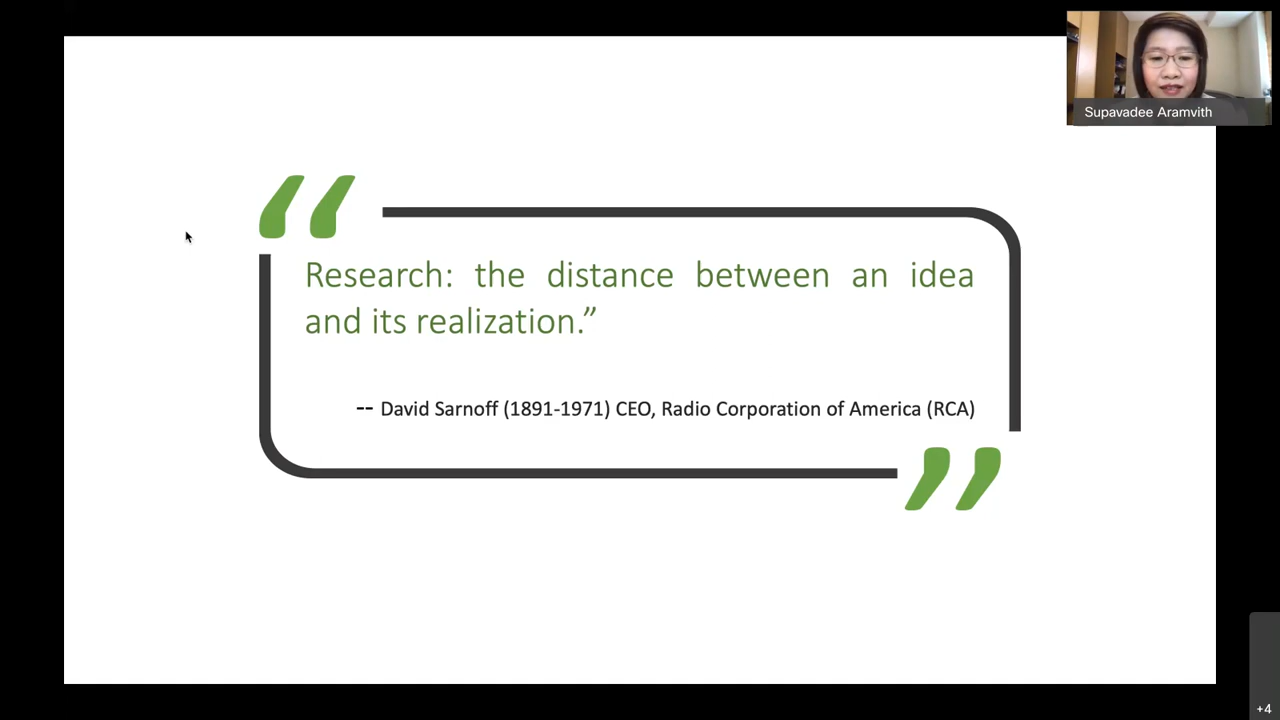 Supavadee Aramvith
“
Research: the distance between an idea
and its realization.”
-- David Sarnoff (1891-1971) CEO, Radio Corporation of America (RCA)
”
+4